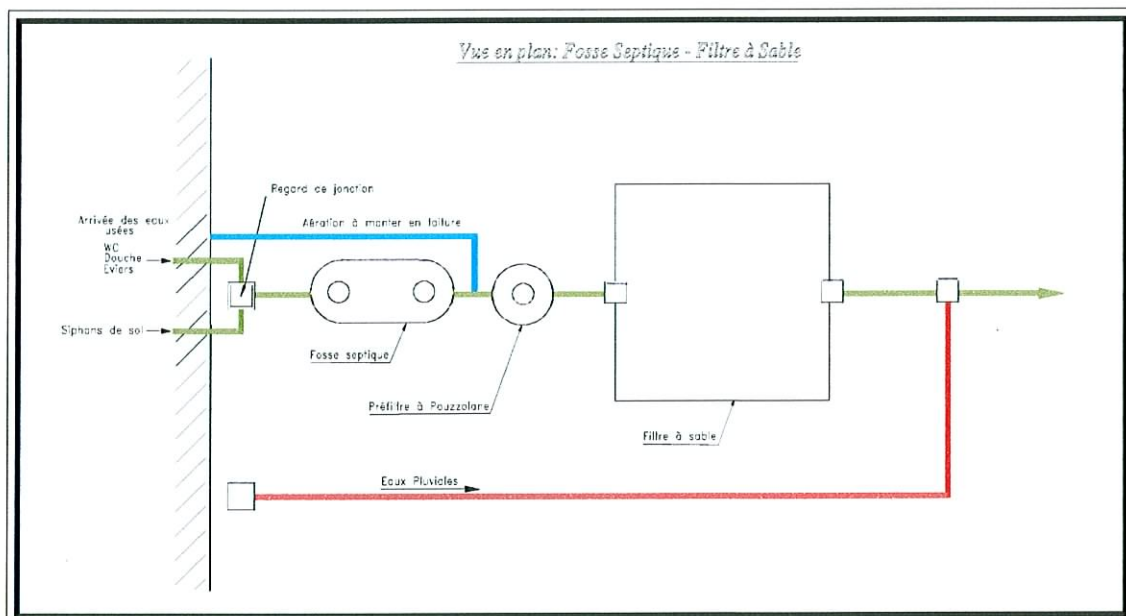 Vue en plan: Fosse Septique - Filtre à Sable
Regard de jonction
Arrivée des eaux
usées
Aération à monter en toiture
WC
Douche
Eviers
Siphons de sol
Fosse septique
Préfiltre à Pouzzolane
Filtre à sable
Eaux Pluviales